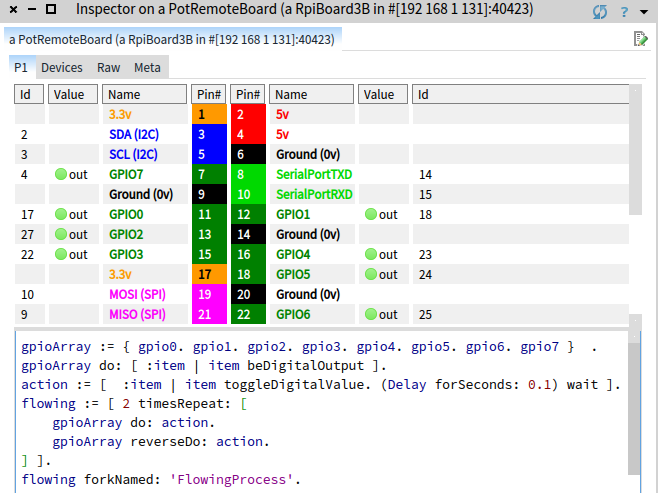 Inspector on a PotRemoteBoard (a RpiBoard3B in #[192 168 1 131]:40423)
?
a PotRemoteBoard (a RpiBoard3B in #[192 168 1 131]:40423)
P1 Devices Raw Meta
Id Value Name Pin# Pin# Name Value Id
3.3v 1 2 5v
2 SDA (I2C) 3 4 5v
3 SCL (I2C) 5 6 Ground (0v)
4 out GPIO7 7 8 SerialPortTXD 14
Ground (0v) 9 10 SerialPortRXD 15
17 out GPIO0 11 12 GPIO1 out 18
27 out GPIO2 13 14 Ground (0v)
22 out GPIO3 15 16 GPIO4 out 23
3.3v 17 18 GPIO5 out 24
10 MOSI (SPI) 19 20 Ground (0v)
9 MISO (SPI) 21 22 GPIO6 out 25
gpioArray := { gpio0. gpio1. gpio2. gpio3. gpio4. gpio5. gpio6. gpio7 }  .
gpioArray do: [ :item | item beDigitalOutput ].
action := [  :item | item toggleDigitalValue. (Delay forSeconds: 0.1) wait ].
flowing := [ 2 timesRepeat: [
    gpioArray do: action.
    gpioArray reverseDo: action.
] ].
flowing forkNamed: 'FlowingProcess'.